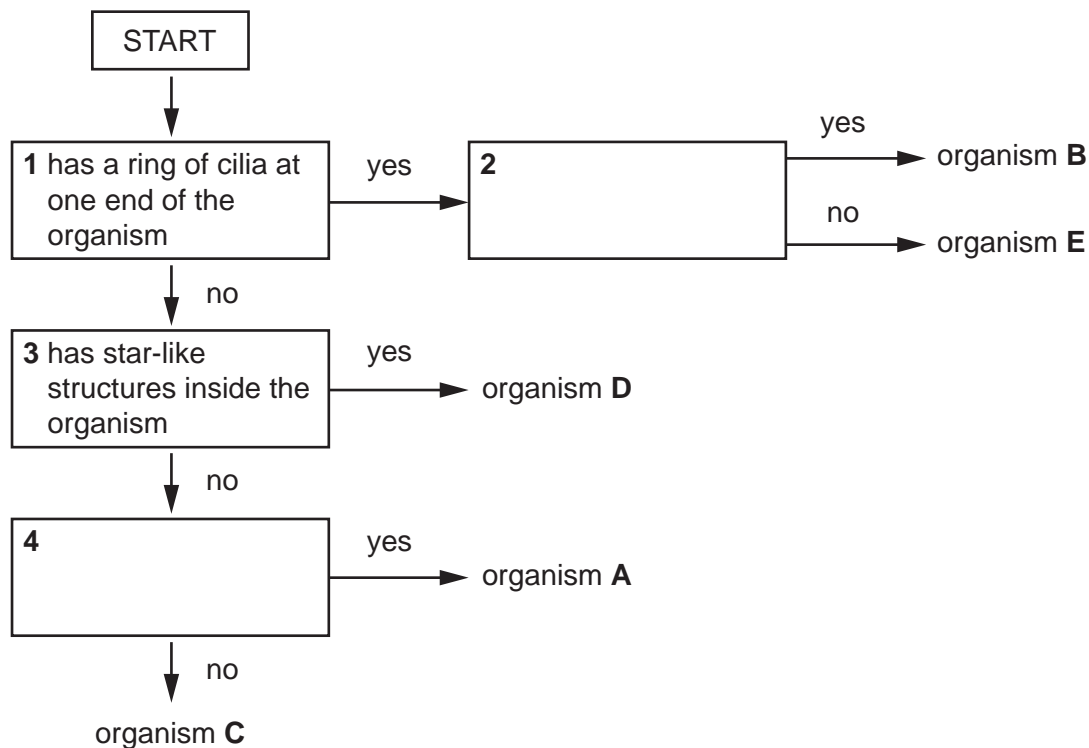 START
1 has a ring of cilia at
one end of the
organism
yes
2
yes
organism B
no
organism E
no
3 has star-like
structures inside the
organism
yes
organism D
no
4
yes
organism A
no
organism C